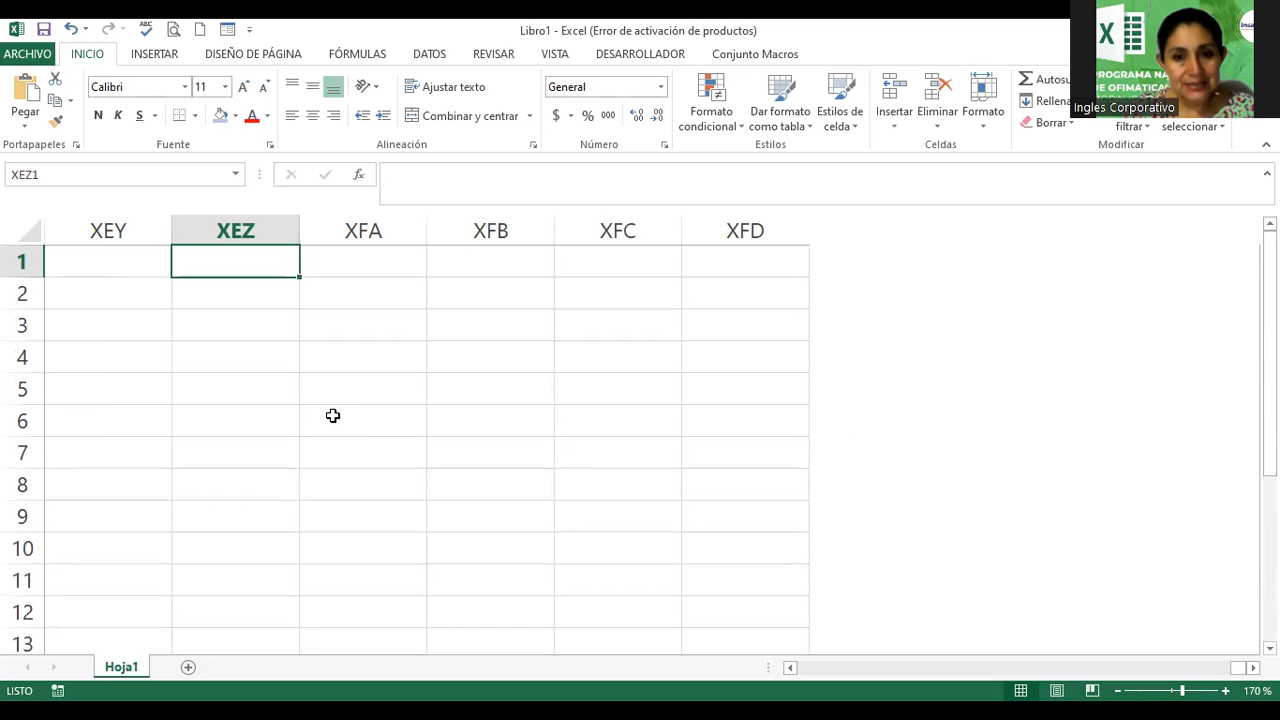 Libro1 - Excel (Error de activación de productos)
ARCHIVO INICIO INSERTAR DISEÑO DE PÁGINA FÓRMULAS DATOS REVISAR VISTA DESARROLLADOR Conjunto Macros
Pegar
Portapapeles
Calibri 11
N K S
Fuente
Ajustar texto
Combinar y centrar
Alineación
General
$ % 000
Número
Formato condicional
Dar formato como tabla
Estilos de celda
Estilos
Insertar Eliminar Formato
Celdas
Autosu
Rellena
Borrar
filtrar
seleccionar
Modificar
PROGRAMA NA
DE OFIMATICA
Ingles Corporativo
XEZ1
fx
XEY XEZ XFA XFB XFC XFD
1
2
3
4
5
6
7
8
9
10
11
12
13
Hoja1
LISTO
170 %